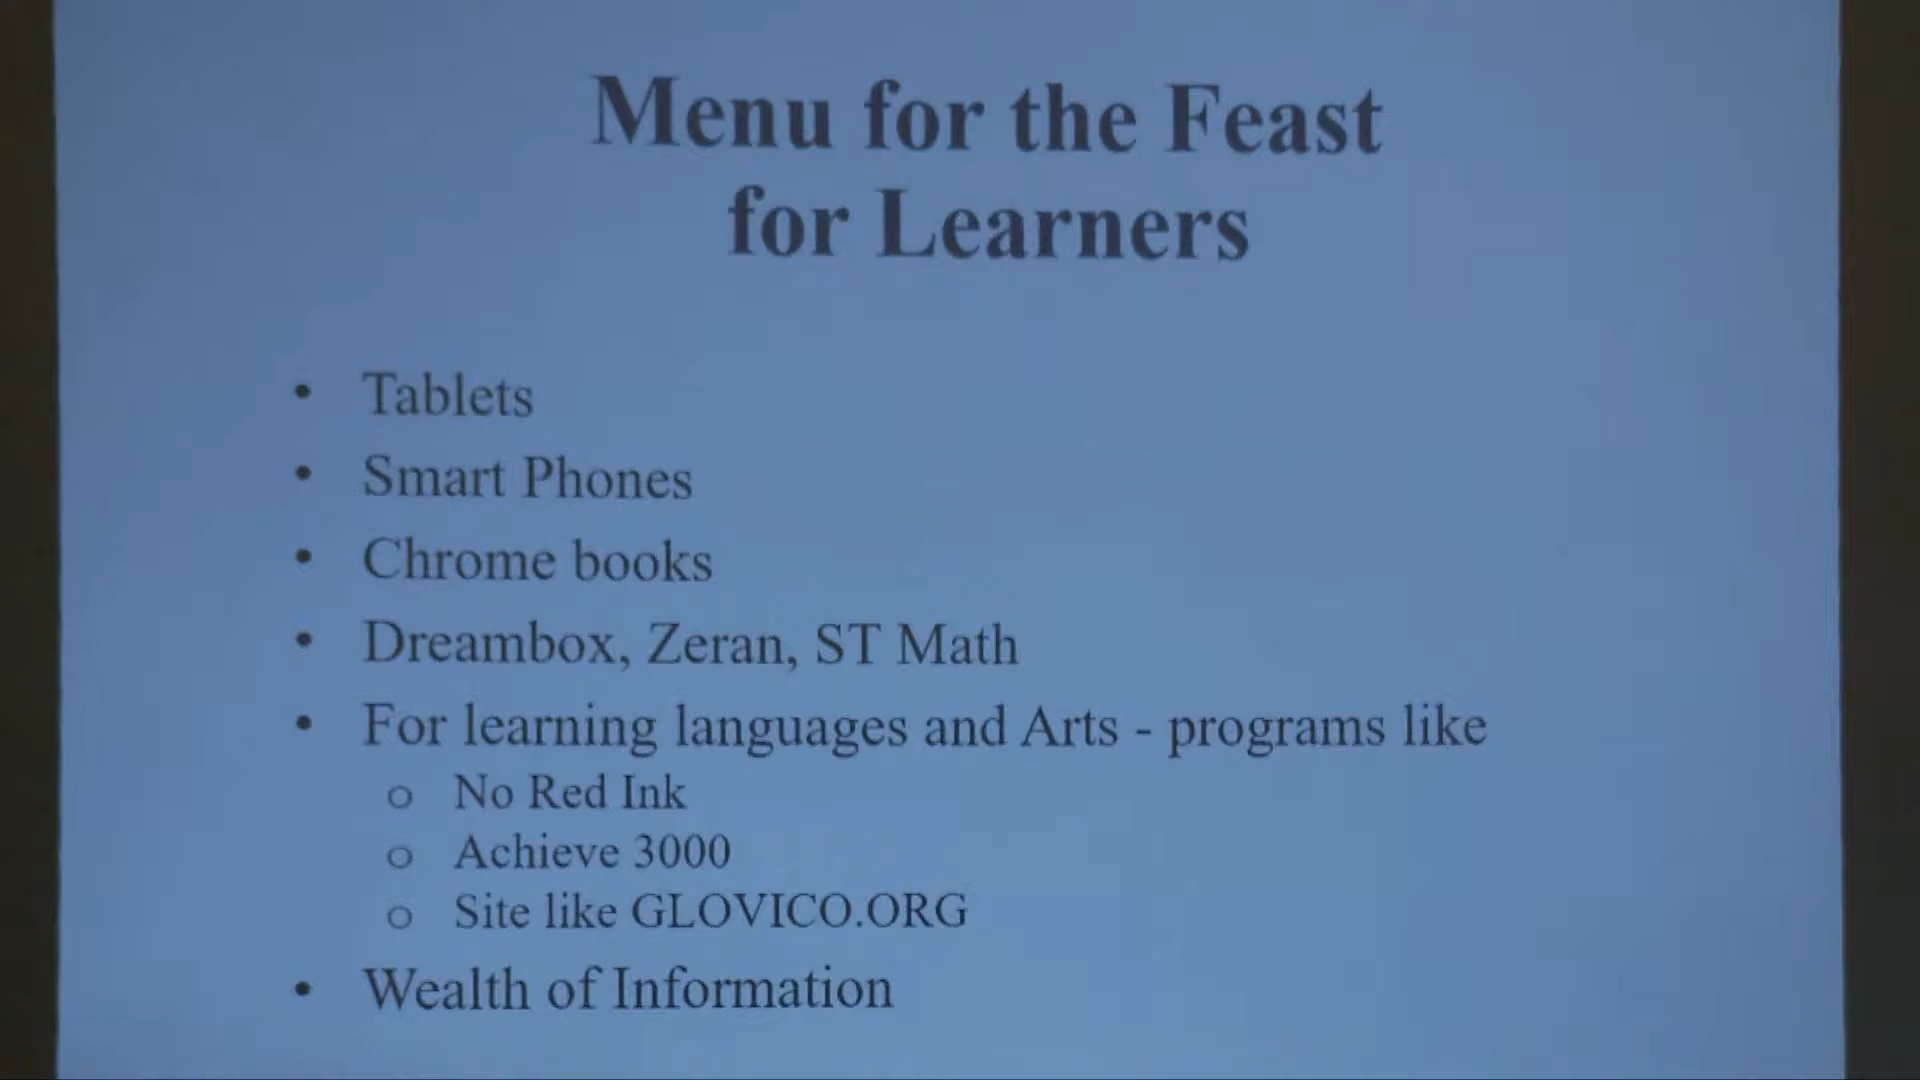 Menu for the Feast
for Learners
• Tablets
• Smart Phones
• Chrome books
• Dreambox, Zeran, ST Math
• For learning languages and Arts - programs like
o No Red Ink
o Achieve 3000
o Site like GLOVICO.ORG
• Wealth of Information